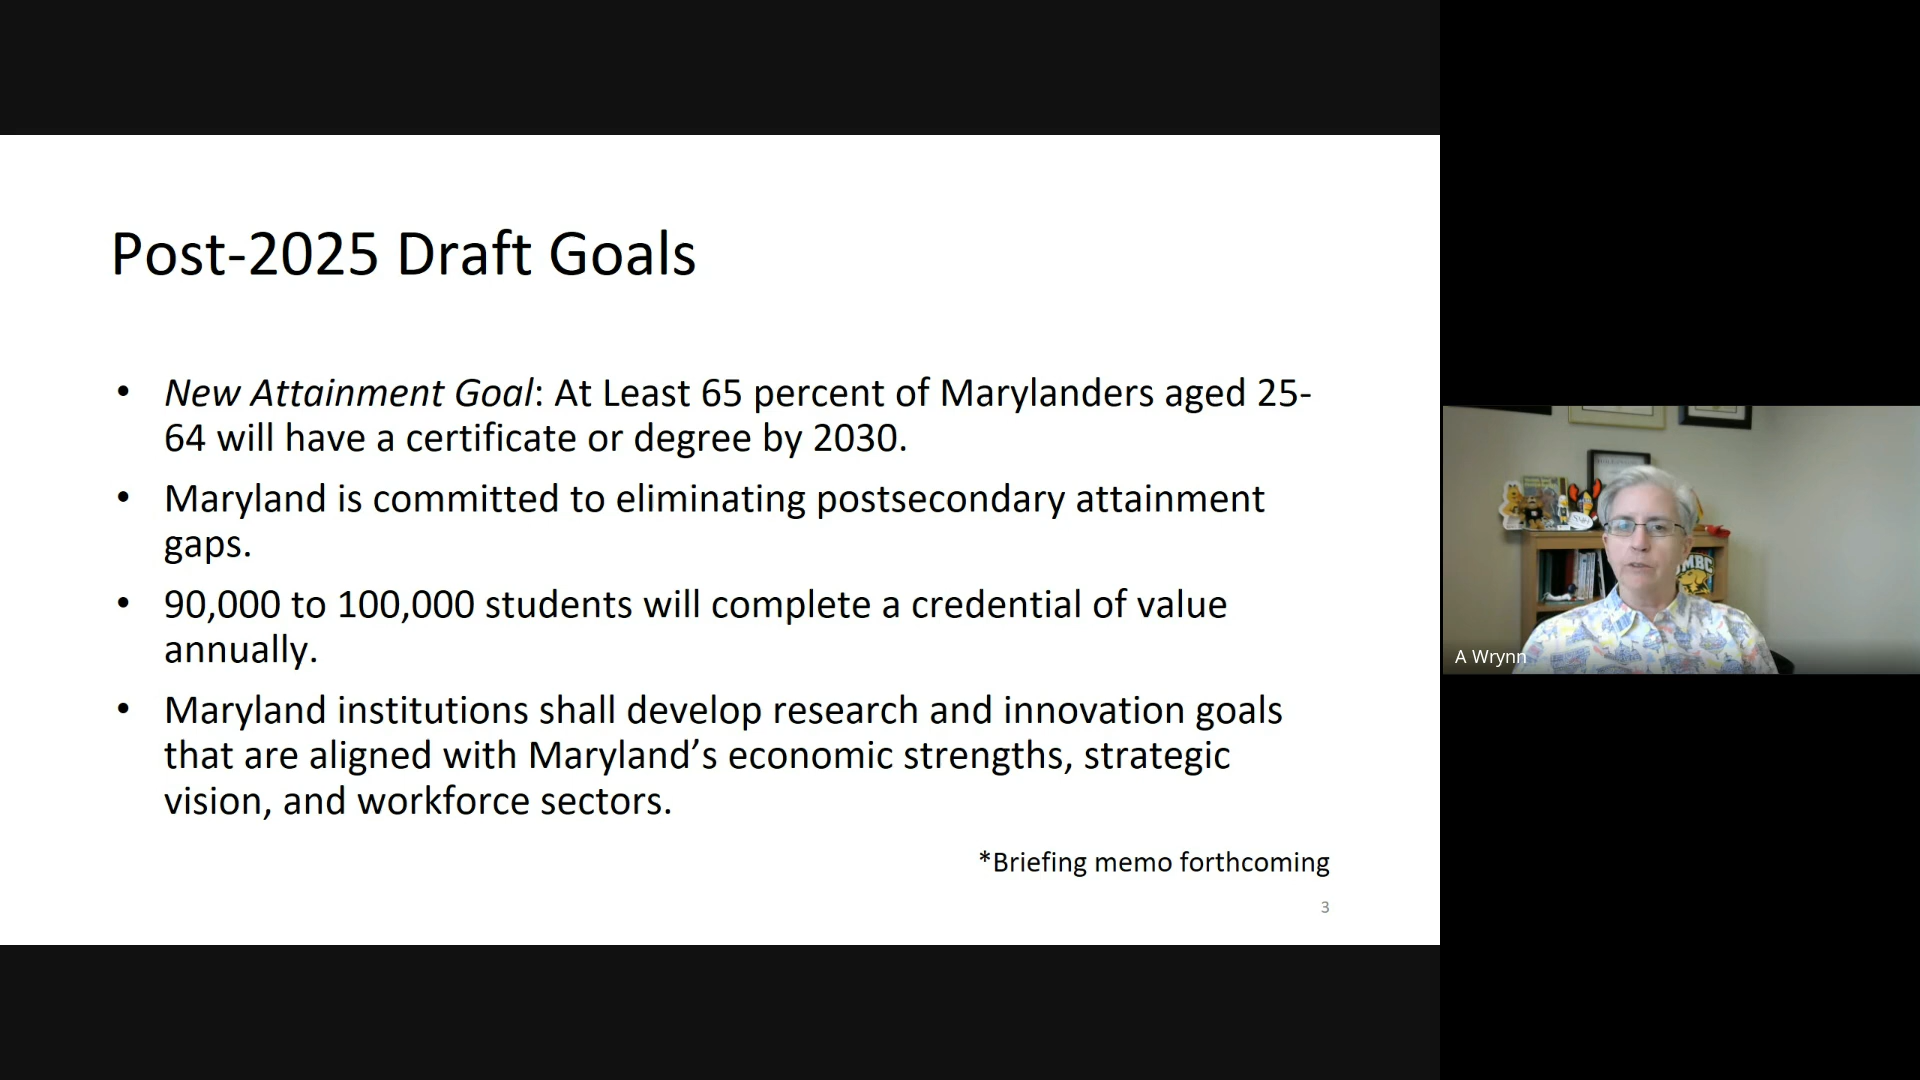 Post-2025 Draft Goals
• New Attainment Goal: At Least 65 percent of Marylanders aged 25-
64 will have a certificate or degree by 2030.
• Maryland is committed to eliminating postsecondary attainment
gaps.
• 90,000 to 100,000 students will complete a credential of value
annually.
• Maryland institutions shall develop research and innovation goals
that are aligned with Maryland’s economic strengths, strategic
vision, and workforce sectors.
*Briefing memo forthcoming
3
UMBC
A Wrynn